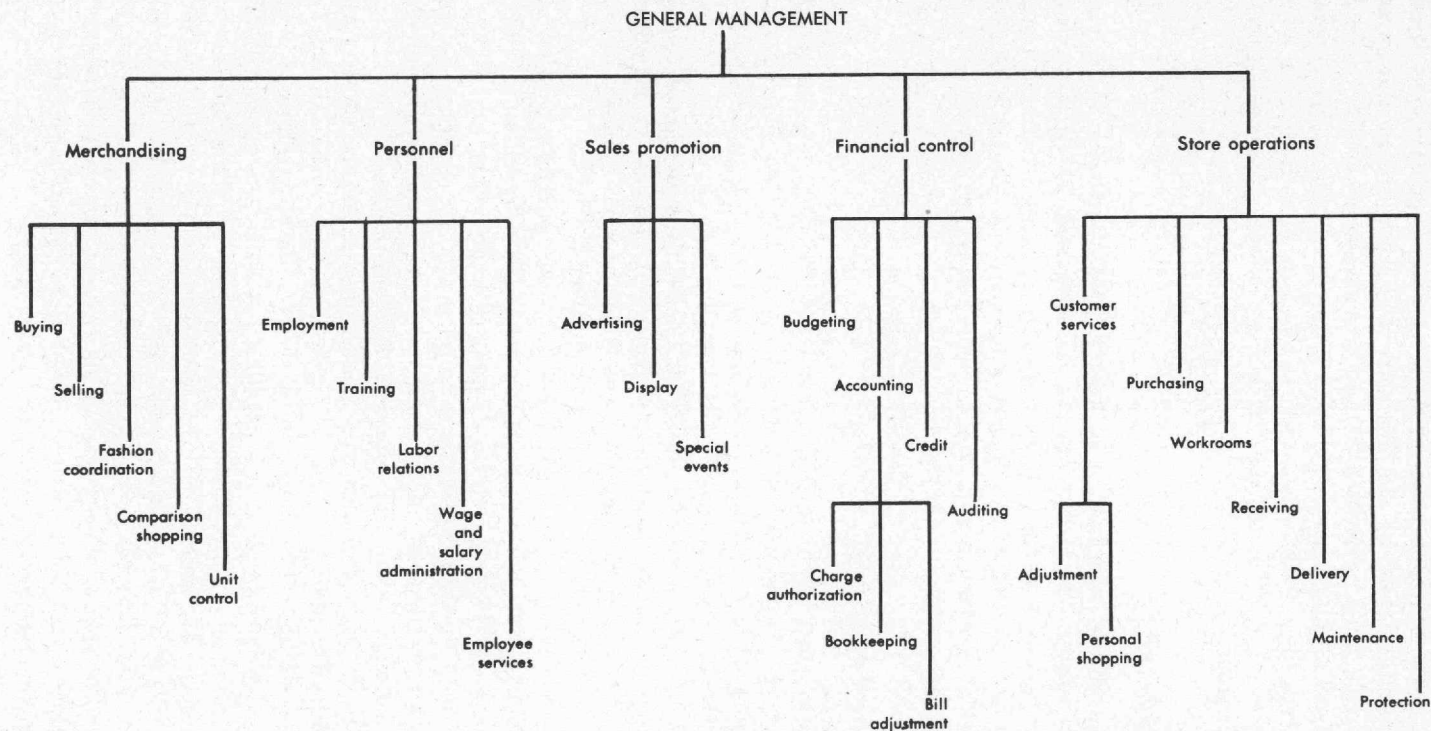 GENERAL MANAGEMENT
Merchandising
Personnel
Sales promotion
Financial control
Store operations
Buying
Selling
Fashion
coordination
Comparison
shopping
Unit
control
Employment
Training
Labor
relations
Wage
and
salary
administration
Employee
services
Advertising
Display
Special
events
Budgeting
Accounting
Credit
Auditing
Charge
authorization
Bookkeeping
Bill
adjustment
Customer
services
Purchasing
Workrooms
Receiving
Delivery
Maintenance
Protection
Adjustment
Personal
shopping